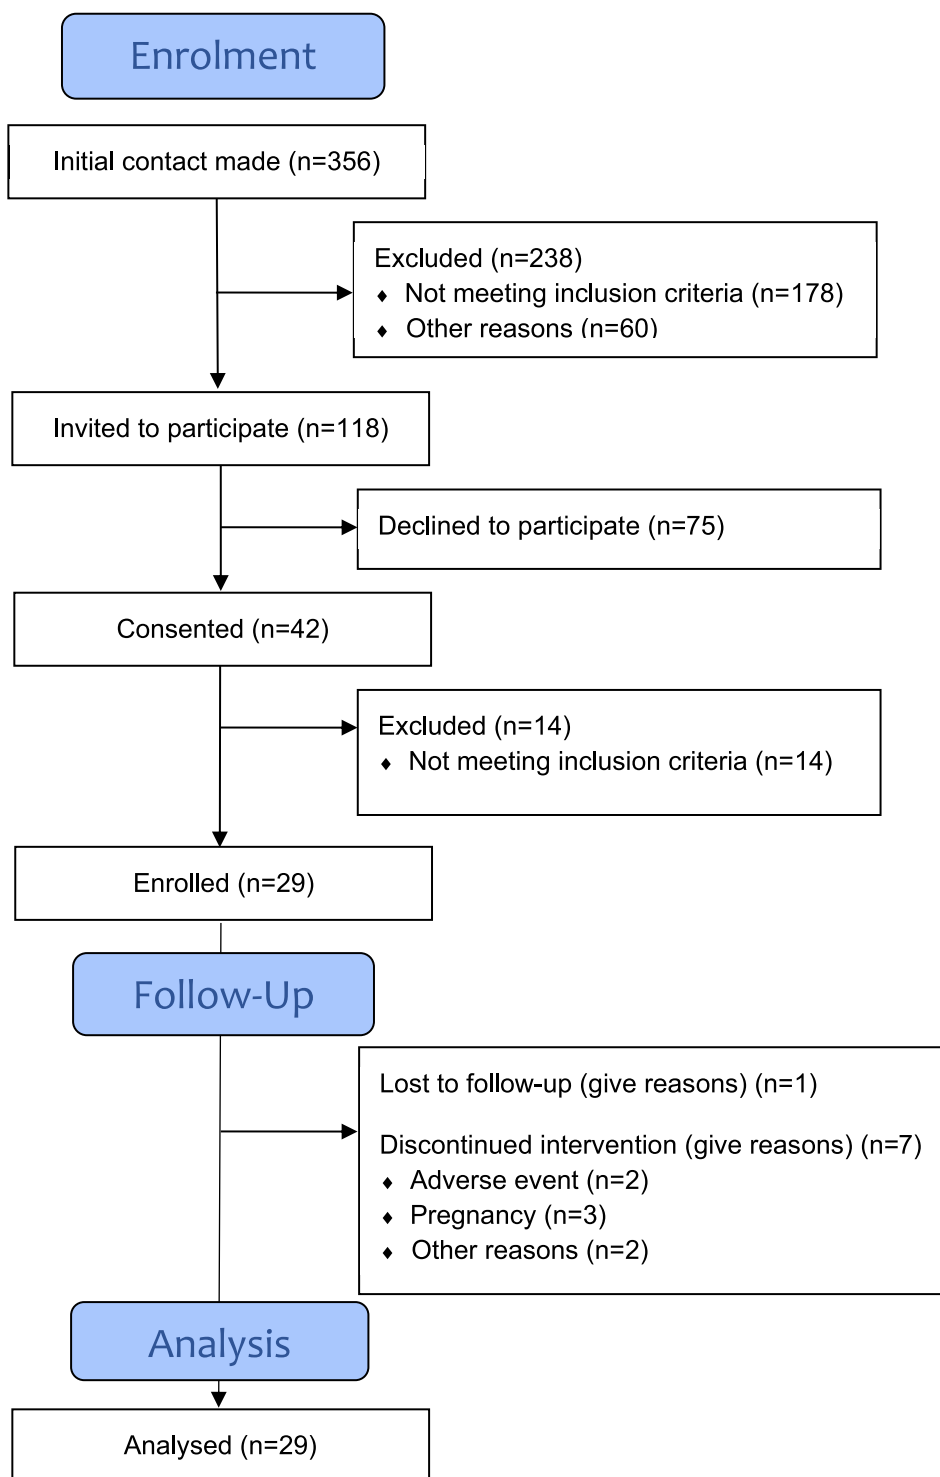 Enrolment
Initial contact made (n=356)
Excluded (n=238)
♦ Not meeting inclusion criteria (n=178)
♦ Other reasons (n=60)
Invited to participate (n=118)
Declined to participate (n=75)
Consented (n=42)
Excluded (n=14)
♦ Not meeting inclusion criteria (n=14)
Enrolled (n=29)
Follow-Up
Lost to follow-up (give reasons) (n=1)
Discontinued intervention (give reasons) (n=7)
♦ Adverse event (n=2)
♦ Pregnancy (n=3)
♦ Other reasons (n=2)
Analysis
Analysed (n=29)